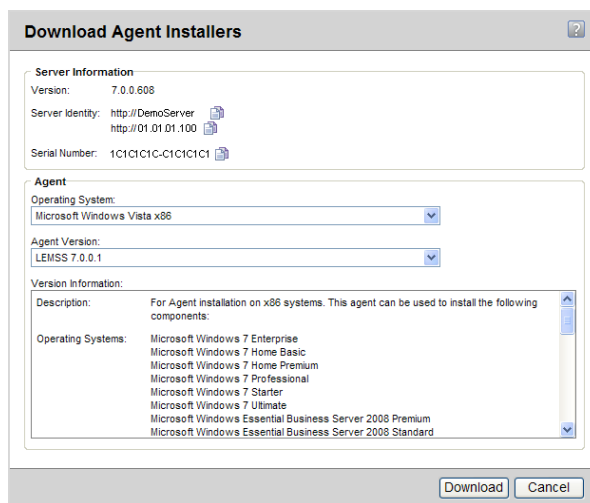 Download Agent Installers
?
Server Information
Version: 7.0.0.608
Server Identity: http://DemoServer
http://01.01.01.100
Serial Number: 1C1C1C1C-C1C1C1C1
Agent
Operating System:
Microsoft Windows Vista x86
Agent Version:
LEMSS 7.0.0.1
Version Information:
Description: For Agent installation on x86 systems. This agent can be used to install the following
components:
Operating Systems: Microsoft Windows 7 Enterprise
Microsoft Windows 7 Home Basic
Microsoft Windows 7 Home Premium
Microsoft Windows 7 Professional
Microsoft Windows 7 Starter
Microsoft Windows 7 Ultimate
Microsoft Windows Essential Business Server 2008 Premium
Microsoft Windows Essential Business Server 2008 Standard
Download Cancel